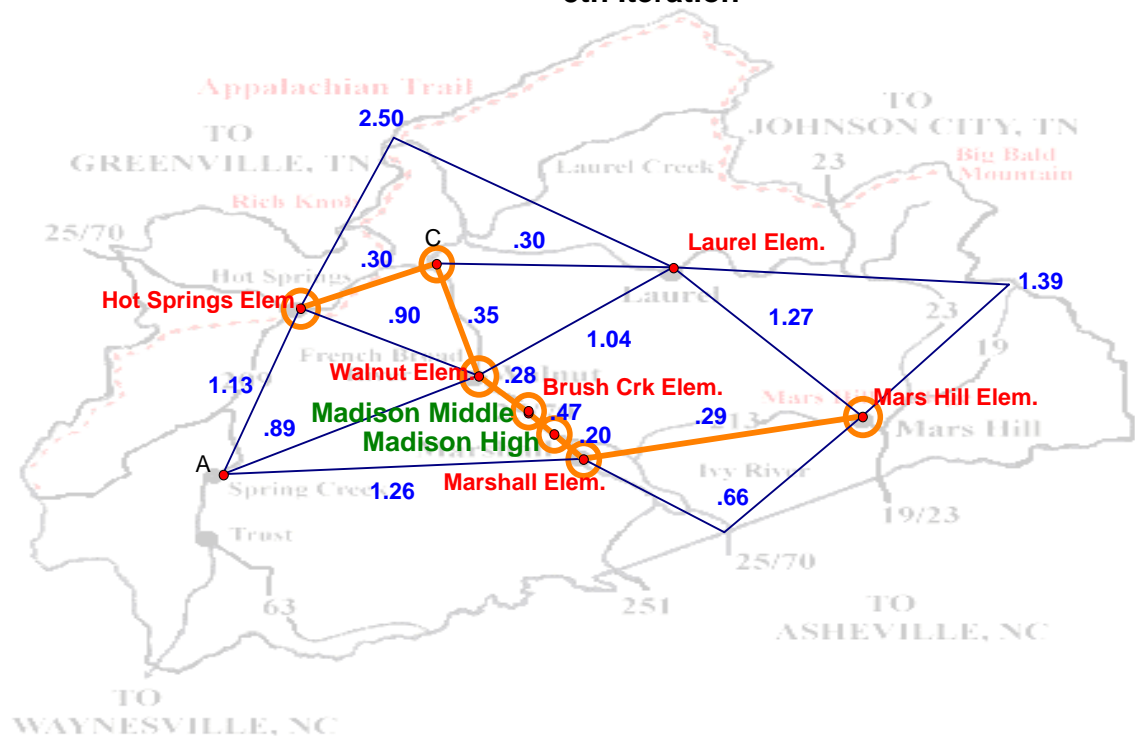 Appalachian Trail
2.50
TO
GREENVILLE, TN
TO
JOHNSON CITY, TN
Laurel Creek
23
Big Bald
Mountain
Rich Knob
25/70
C
.30
.30
Laurel Elem.
Hot Springs
Laurel
1.39
Hot Springs Elem.
.90
.35
1.04
1.27
23
19
French Broad
Walnut Elem.
Walnut
.28
Brush Crk Elem.
1.13
209
Madison Middle
.47
Mars Hill Elem.
.29
213
Mars Hill
.89
Madison High
.20
A
Marshall Elem.
Ivy River
Spring Creek
1.26
.66
19/23
Trust
25/70
63
251
TO
ASHEVILLE, NC
TO
WAYNESVILLE, NC